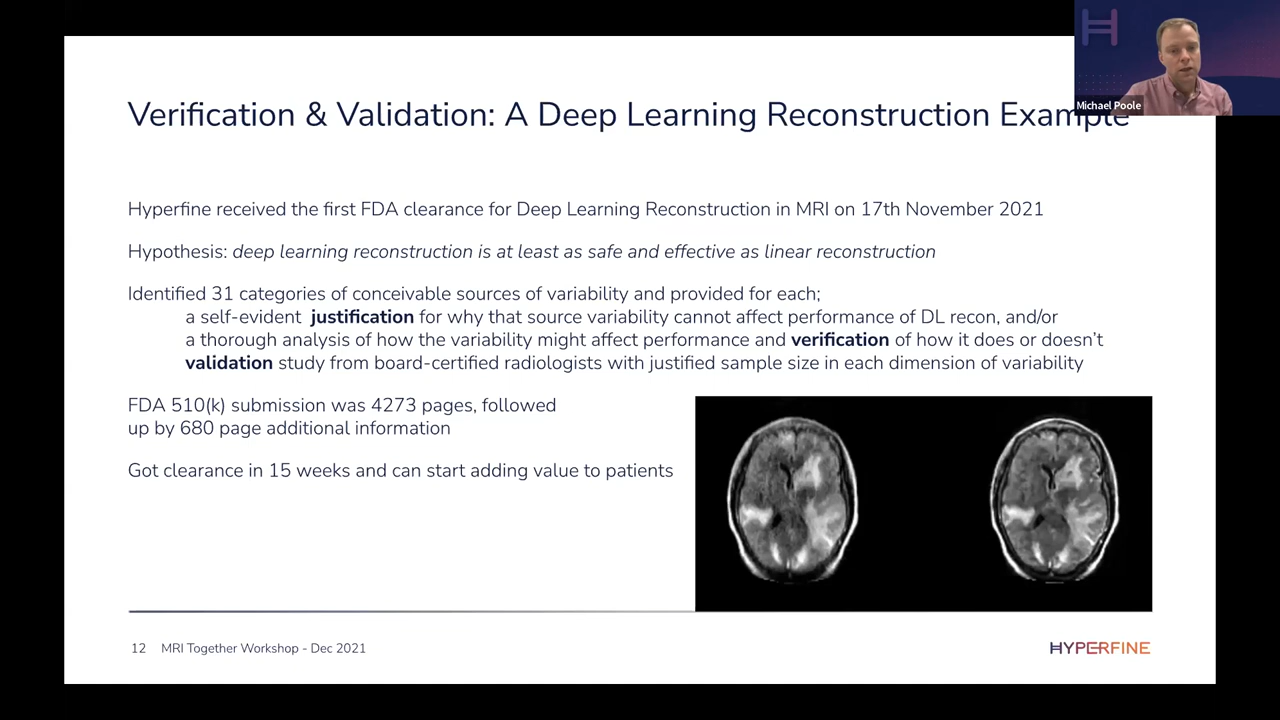 Michael Poole
Verification & Validation: A Deep Learning Reconstruction Example
Hyperfine received the first FDA clearance for Deep Learning Reconstruction in MRI on 17th November 2021
Hypothesis: deep learning reconstruction is at least as safe and effective as linear reconstruction
Identified 31 categories of conceivable sources of variability and provided for each;
a self-evident justification for why that source variability cannot affect performance of DL recon, and/or
a thorough analysis of how the variability might affect performance and verification of how it does or doesn't
validation study from board-certified radiologists with justified sample size in each dimension of variability
FDA 510(k) submission was 4273 pages, followed
up by 680 page additional information
Got clearance in 15 weeks and can start adding value to patients
12 MRI Together Workshop - Dec 2021
HYPERFINE